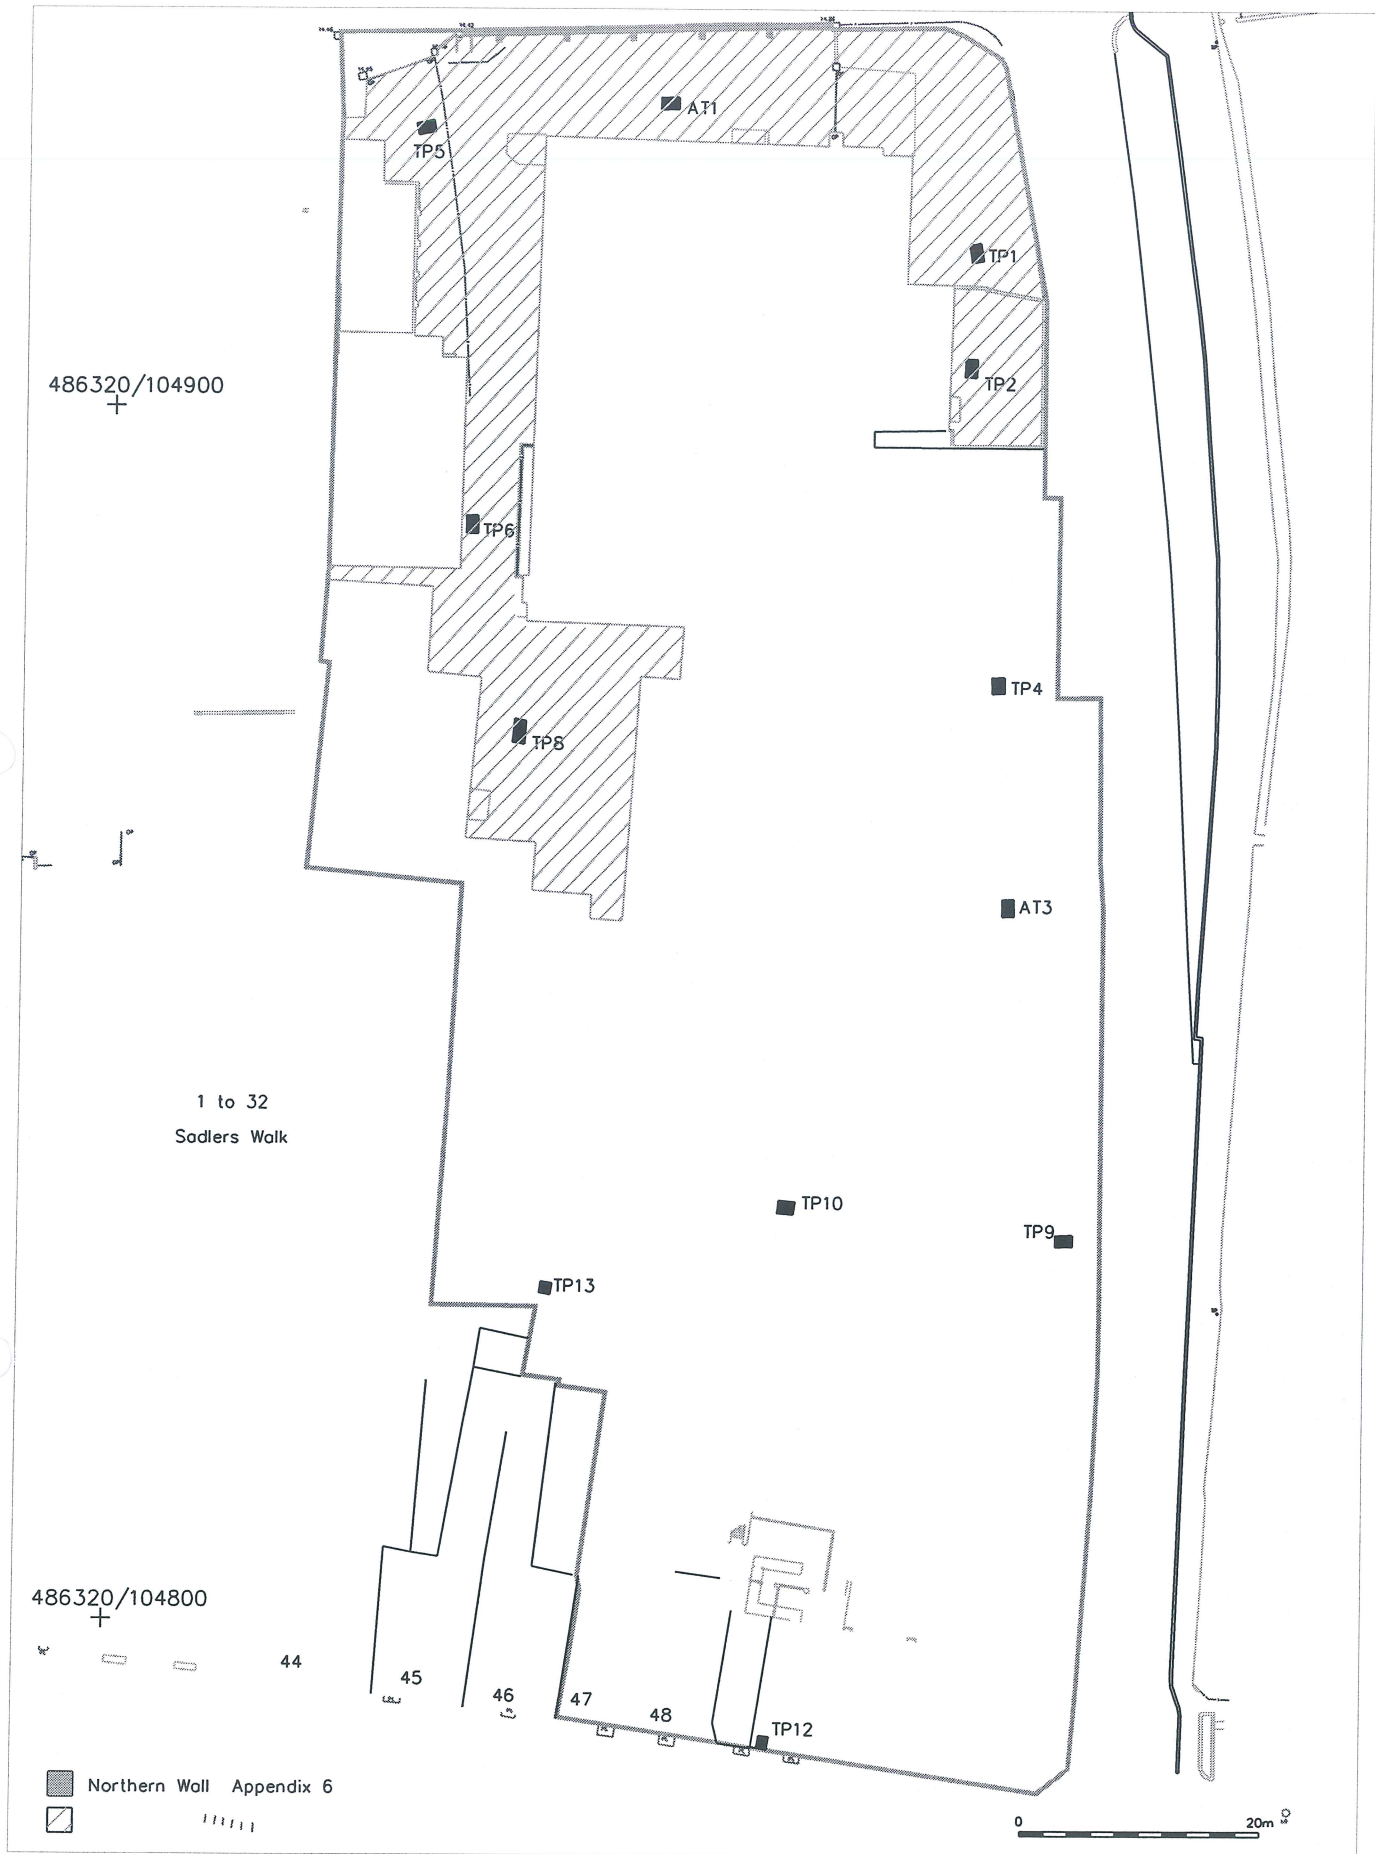 AT1
TP5
TP1
486320/104900
TP2
TP6
TP4
TP8
AT3
1 to 32
Sadlers Walk
TP10
TP9
TP13
486320/104800
44
45
46
47
48
TP12
Northern Wall Appendix 6
0
20m